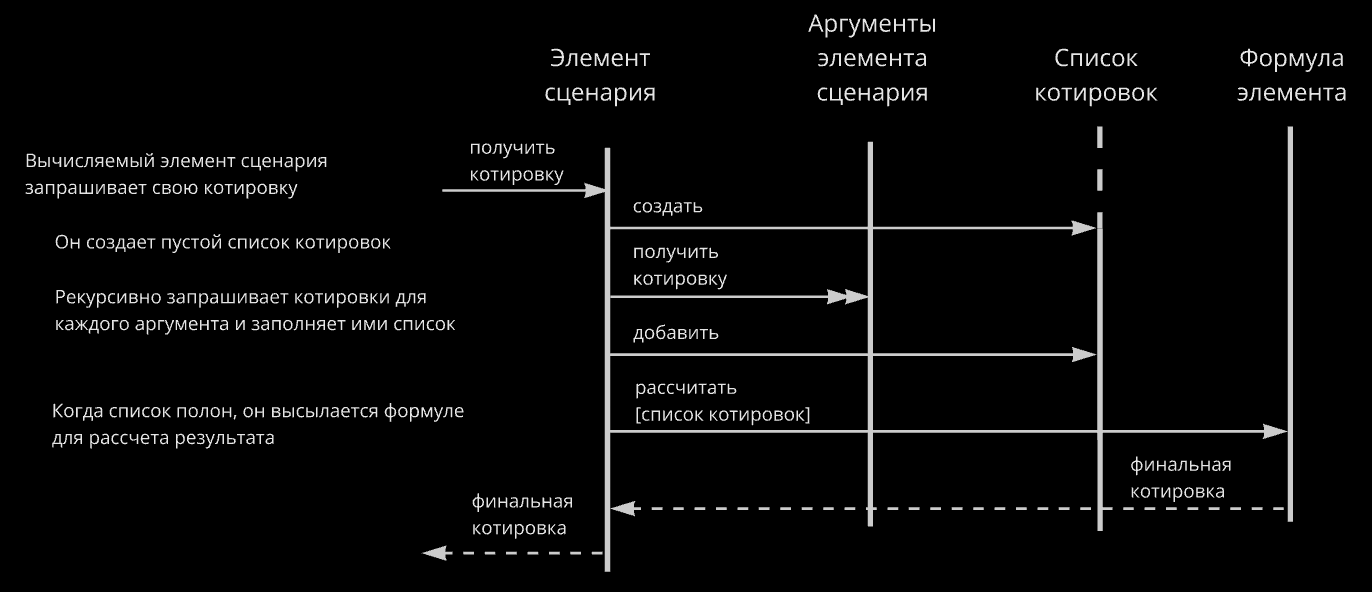 Элемент
сценария
Аргументы
элемента
сценария
Список
котировок
Формула
элемента
Вычисляемый элемент сценария
запрашивает свою котировку
получить
котировку
создать
Он создает пустой список котировок
получить
котировку
Рекурсивно запрашивает котировки для
каждого аргумента и заполняет ими список
добавить
рассчитать
[список котировок]
Когда список полон, он высылается формуле
для рассчета результата
финальная
котировка
финальная
котировка